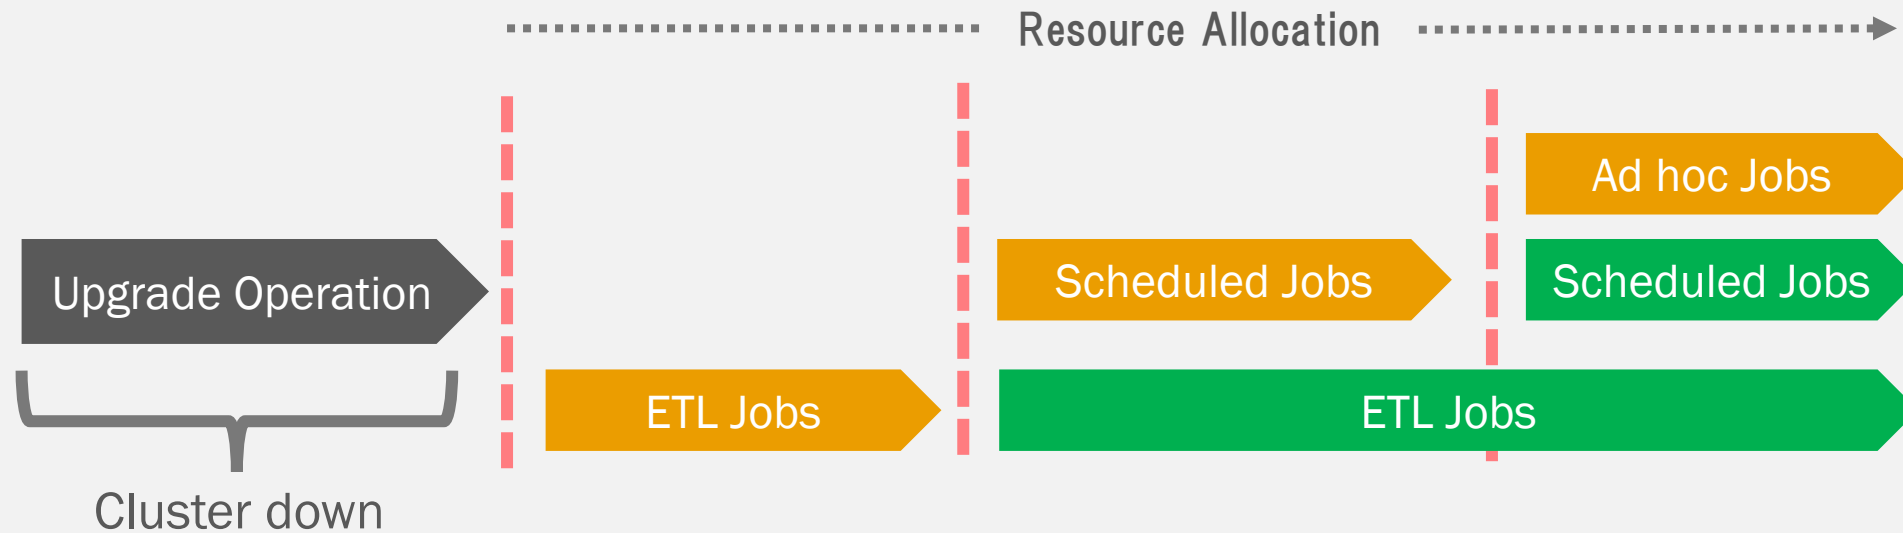 Resource Allocation
Ad hoc Jobs
Upgrade Operation
Scheduled Jobs
Scheduled Jobs
ETL Jobs
ETL Jobs
Cluster down